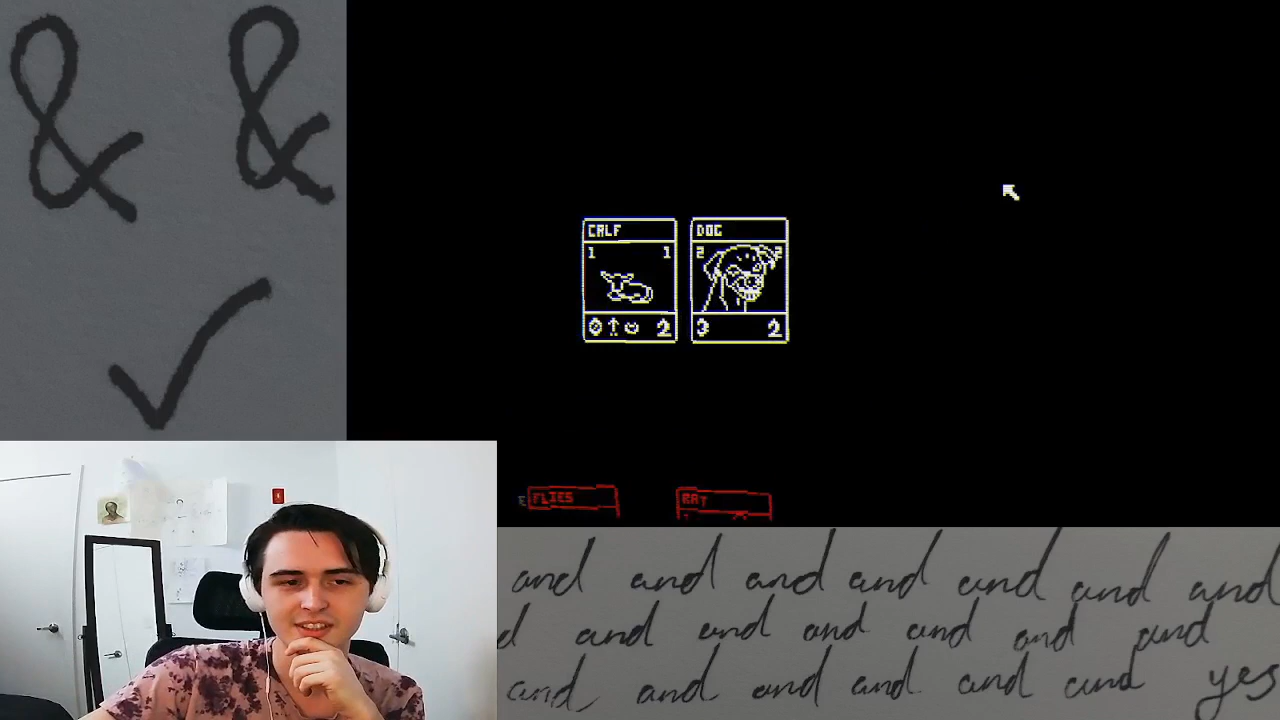 & &
✓
CALF
1 1
0 2
DOG
2 2
3 2
FLIES
RAT
and and and and and and and
and and and and and and
and and and and and and yes